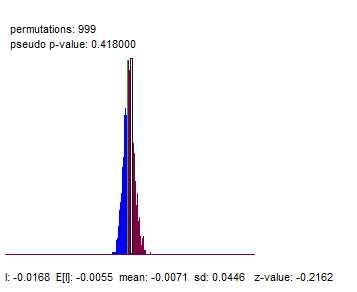 permutations: 999
pseudo p-value: 0.418000
I: -0.0168 E[I]: -0.0055 mean: -0.0071 sd: 0.0446 z-value: -0.2162